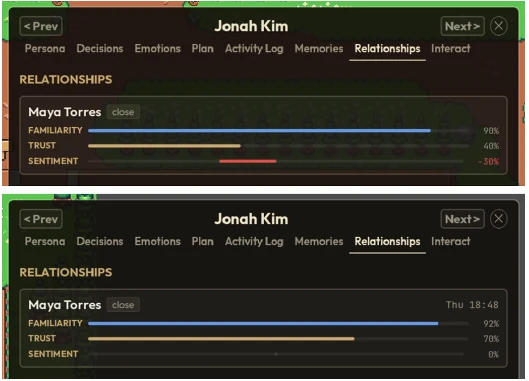 < Prev Jonah Kim Next >
Persona Decisions Emotions Plan Activity Log Memories Relationships Interact
RELATIONSHIPS
Maya Torres close
FAMILIARITY 90%
TRUST 40%
SENTIMENT -30%
< Prev Jonah Kim Next >
Persona Decisions Emotions Plan Activity Log Memories Relationships Interact
RELATIONSHIPS
Maya Torres close Thu 18:48
FAMILIARITY 92%
TRUST 70%
SENTIMENT 0%